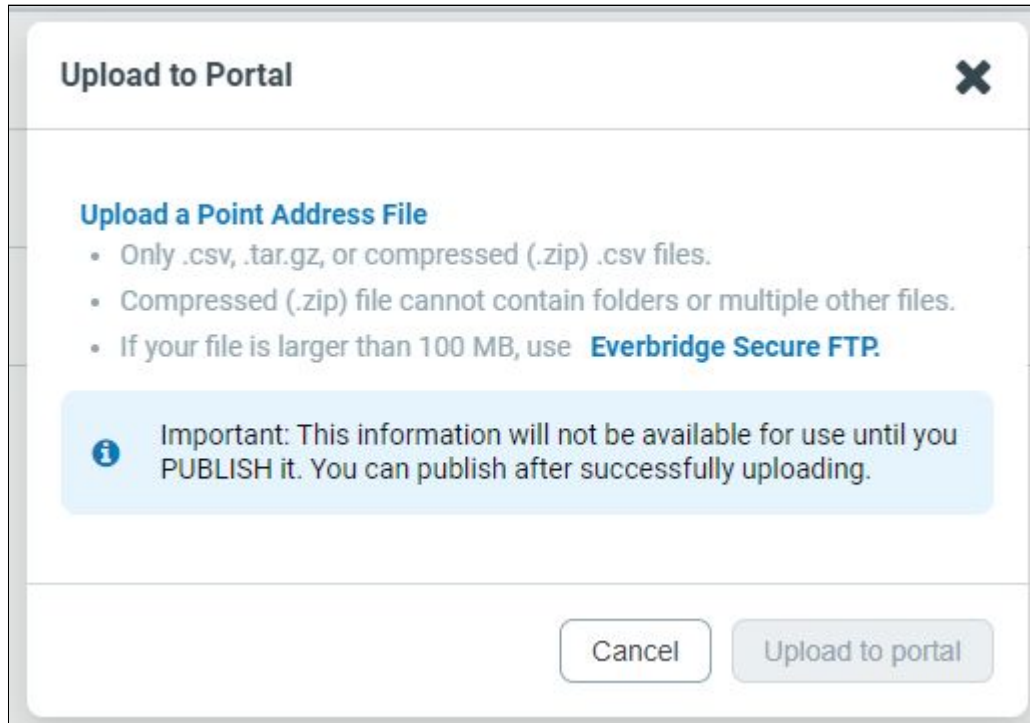 Upload to Portal
Upload a Point Address File
• Only .csv, .tar.gz, or compressed (.zip) .csv files.
• Compressed (.zip) file cannot contain folders or multiple other files.
• If your file is larger than 100 MB, use Everbridge Secure FTP.
Important: This information will not be available for use until you
PUBLISH it. You can publish after successfully uploading.
Cancel
Upload to portal